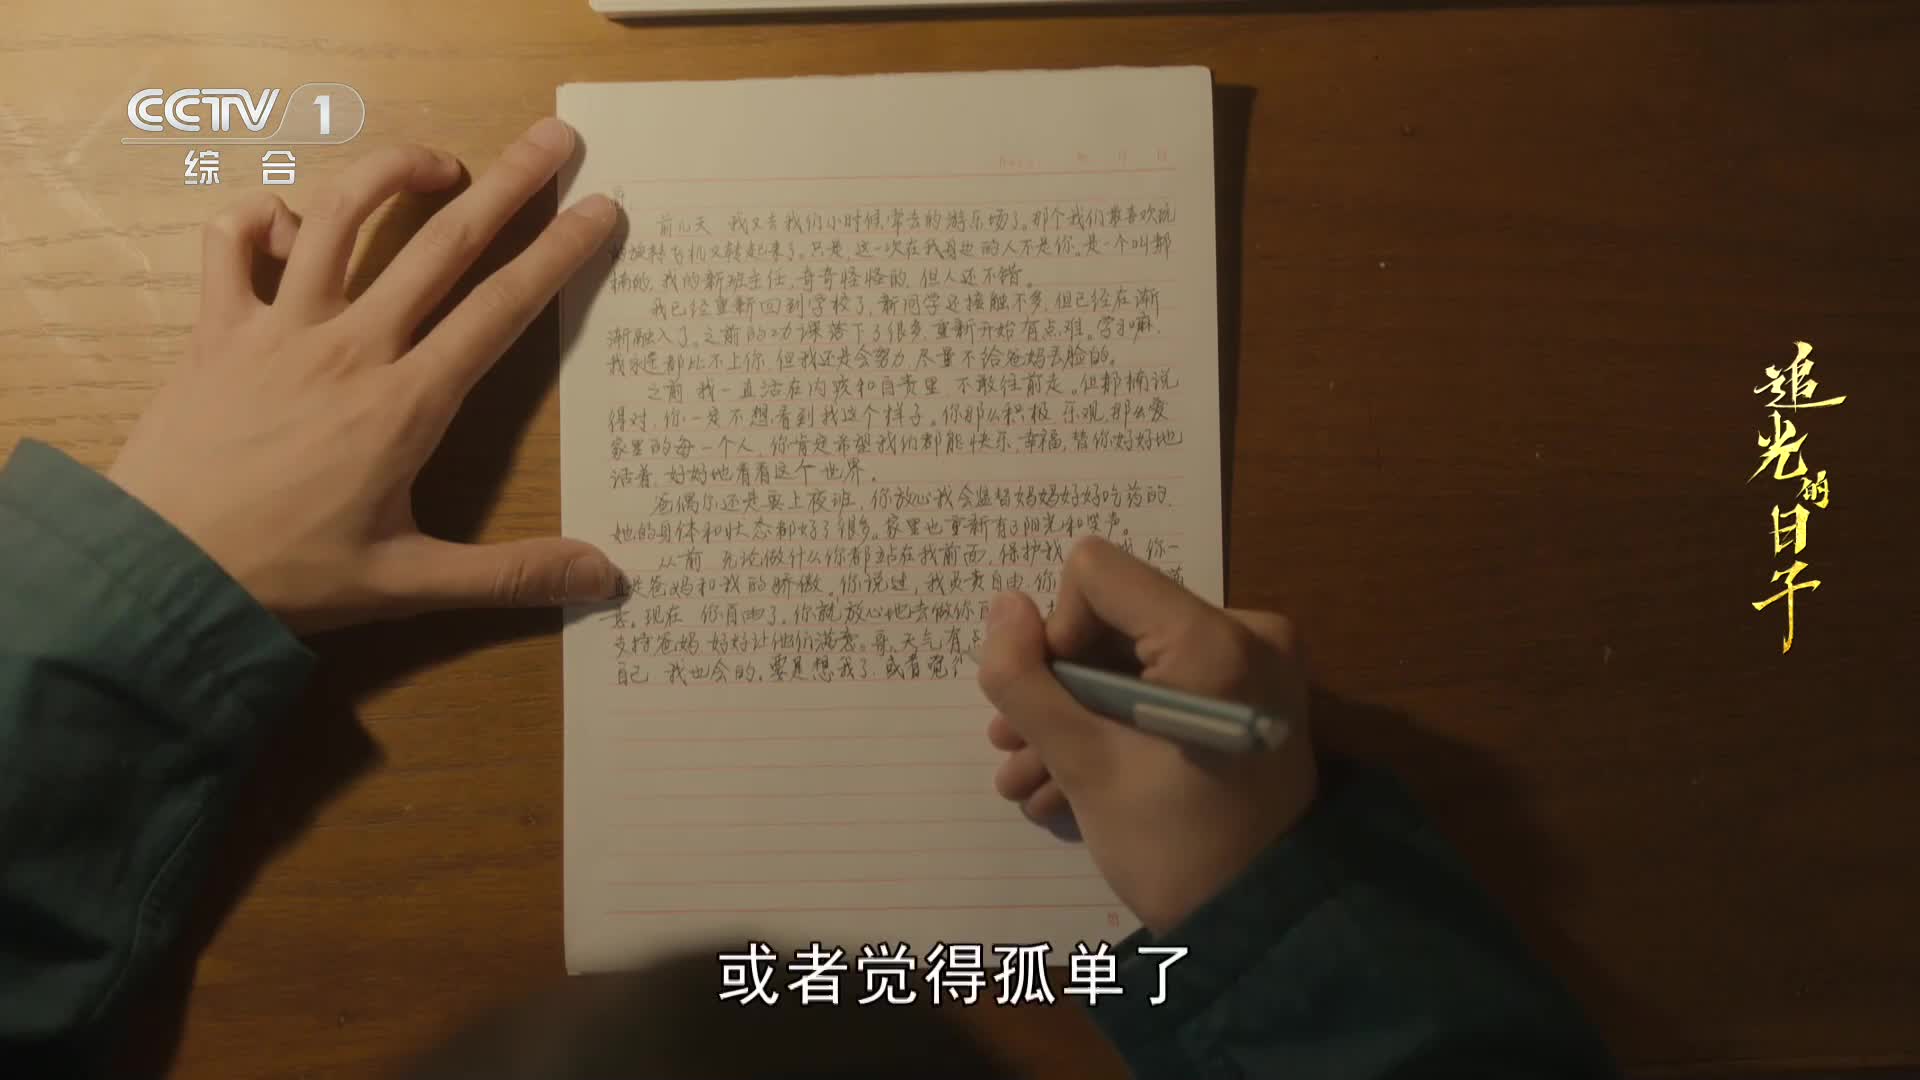 CCTV 1
综合
哥:
前几天 我又去我们小时候常去的游乐场了。那个我们最喜欢玩
的旋转飞机又转起来了。只是,这一次在我身边的人不是你。是一个叫郝
楠的,我的新班主任,奇奇怪怪的,但人还不错。
我已经重新回到学校了,新同学还接触不多,但已经在渐
渐融入了。之前的功课落下了很多,重新开始有点难。学习嘛,
我永远都比不上你,但我还是会努力,尽量不给爸妈丢脸的。
之前 我一直活在内疚和自责里,不敢往前走。但郝楠说
得对,你一定不想看到我这个样子。你那么积极,乐观,那么爱
家里的每一个人,你肯定希望我们都能快乐,幸福,替你好好地
活着,好好地看看这个世界。
爸偶尔还是要上夜班,你放心我会监督妈妈好好吃药的,
她的身体和状态都好了很多。家里也重新有了阳光和笑声。
从前 无论做什么你都站在我前面,保护我 你一
直是爸妈和我的骄傲。你说过,我负责自由,你
现在 你自由了。你就放心地去做你
支持爸妈,好好让他们满意。哥,天气有点
自己 我也会的。要是想我了,或者觉
追光的日子
或者觉得孤单了